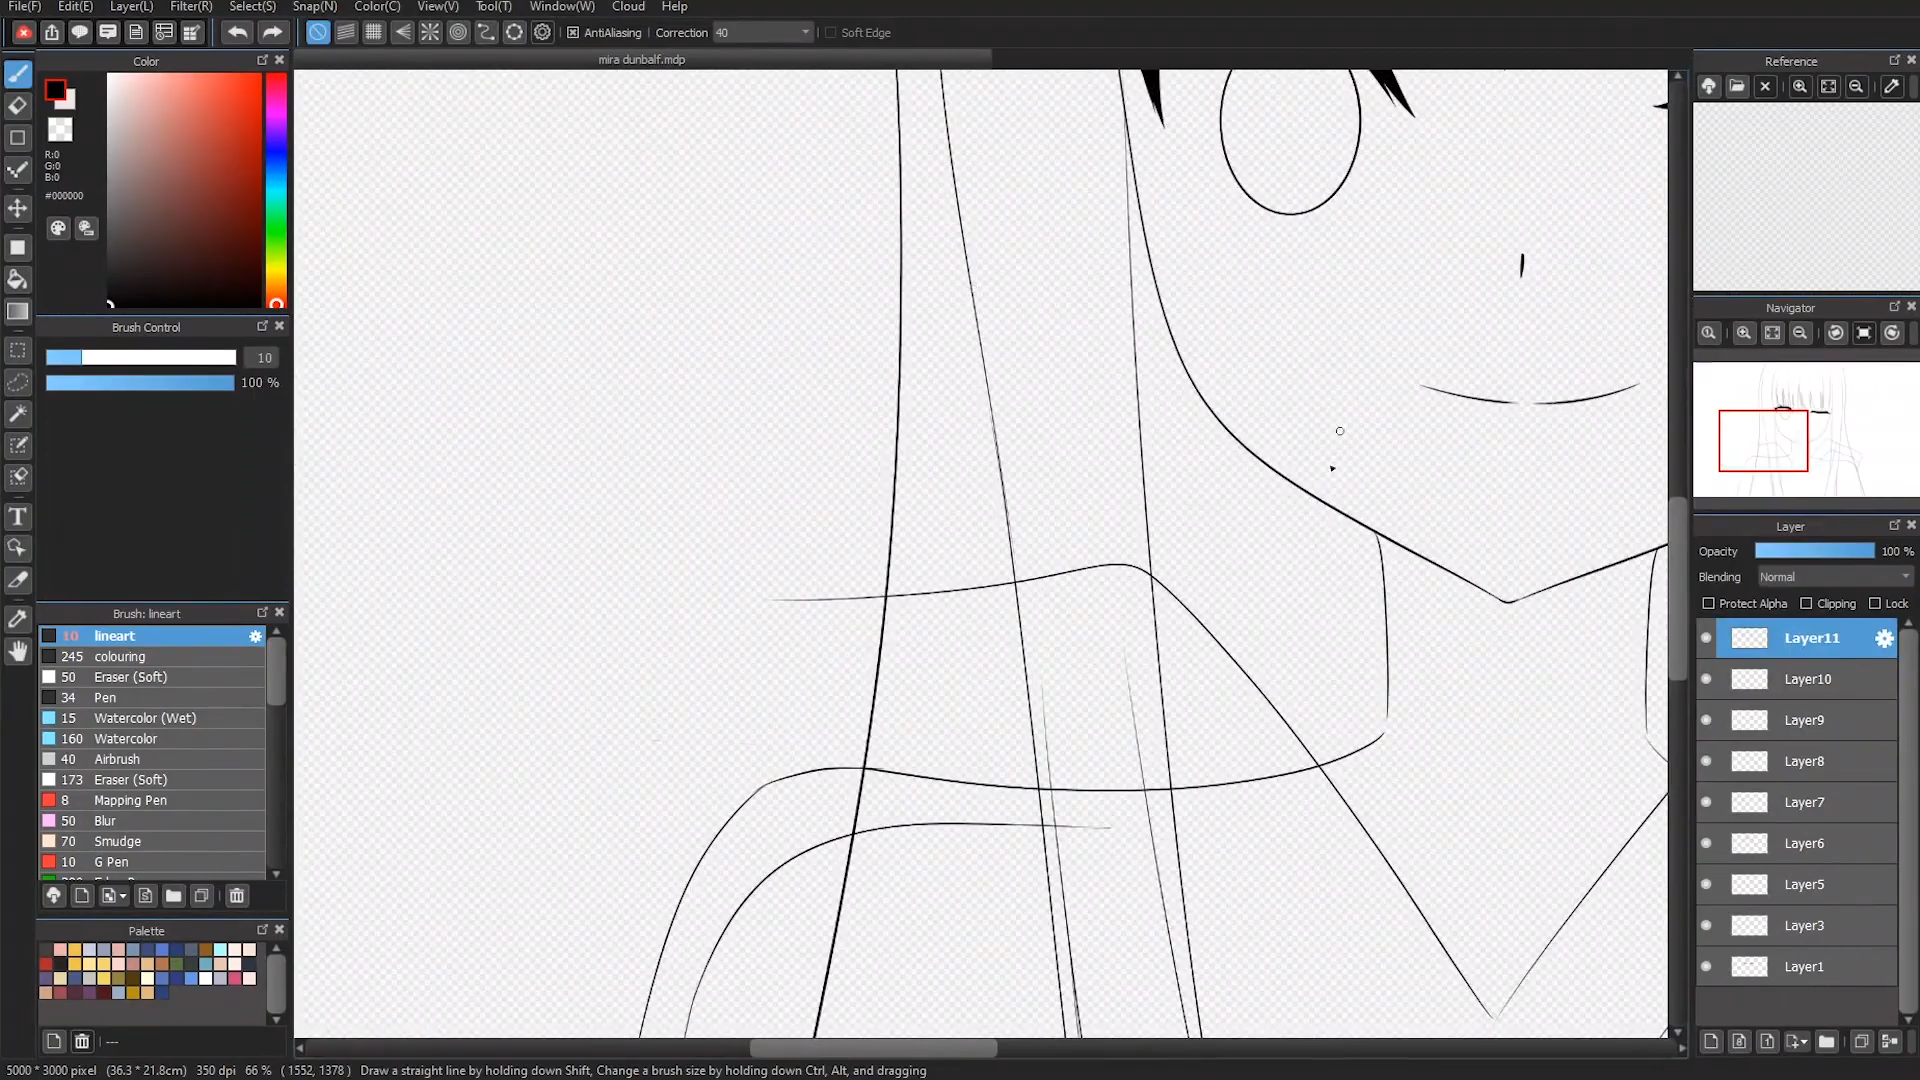 File(F) Edit(E) Layer(L) Filter(R) Select(S) Snap(N) Color(C) View(V) Tool(T) Window(W) Cloud Help
AntiAliasing Correction 40 Soft Edge
mira dunbalf.mdp
Color
R:0
G:0
B:0
#000000
Brush Control
10
100 %
Brush: lineart
10 lineart
245 colouring
50 Eraser (Soft)
34 Pen
15 Watercolor (Wet)
160 Watercolor
40 Airbrush
173 Eraser (Soft)
8 Mapping Pen
50 Blur
70 Smudge
10 G Pen
Palette
---
Reference
Navigator
Layer
Opacity 100 %
Blending Normal
Protect Alpha Clipping Lock
Layer11
Layer10
Layer9
Layer8
Layer7
Layer6
Layer5
Layer3
Layer1
5000 * 3000 pixel (36.3 * 21.8cm) 350 dpi 66 % ( 1552, 1378 ) Draw a straight line by holding down Shift, Change a brush size by holding down Ctrl, Alt, and dragging